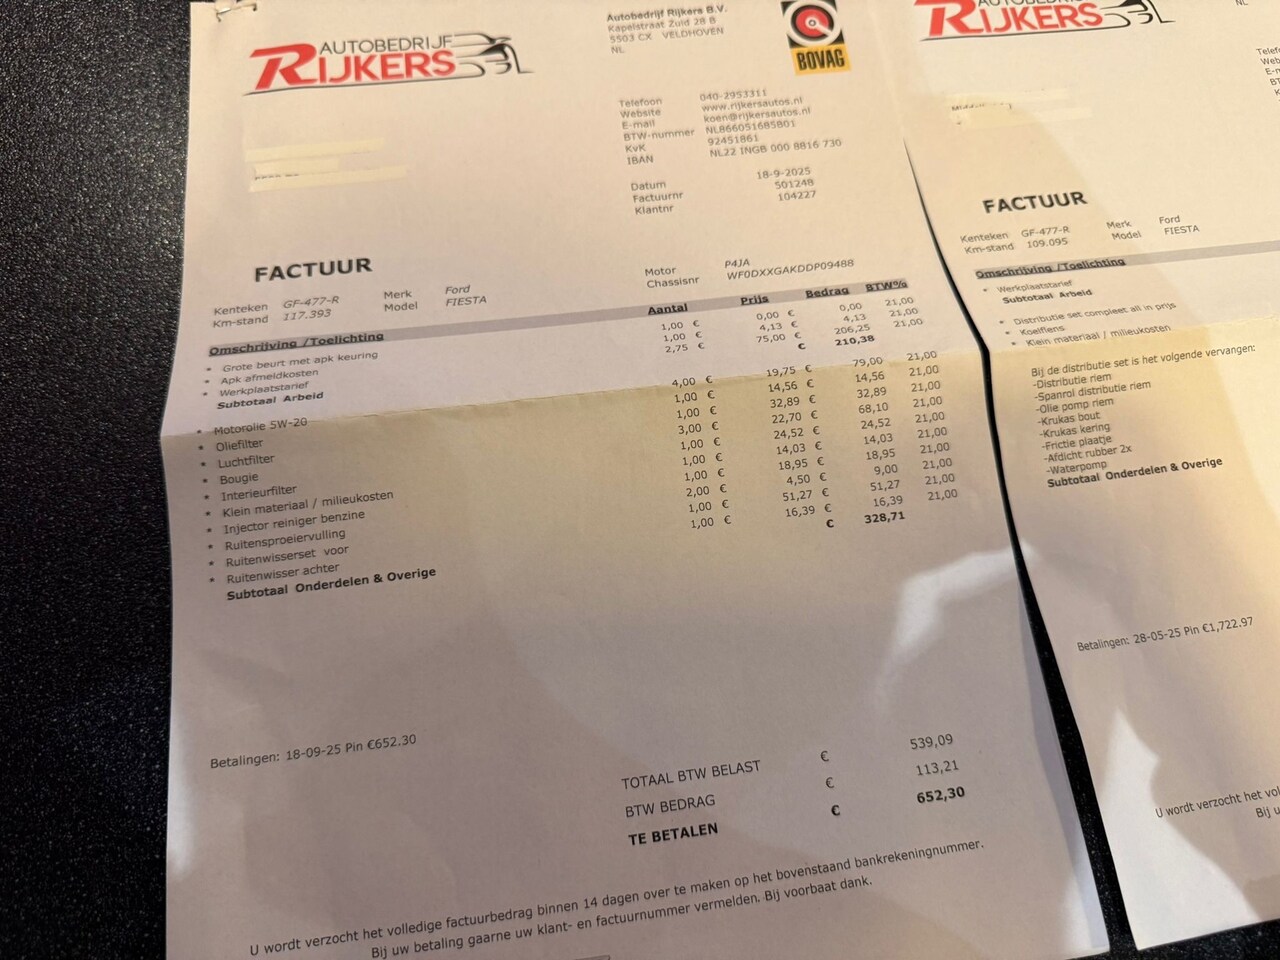 AUTOBEDRIJF
RIJKERS
Autobedrijf Rijkers B.V.
Kapelstraat Zuid 28 B
5503 CX VELDHOVEN
NL
BOVAG
Telefoon 040-2953311
Website www.rijkersautos.nl
E-mail koen@rijkersautos.nl
BTW-nummer NL866051685B01
KvK 92451861
IBAN NL22 INGB 000 8816 730
Datum 18-9-2025
Factuurnr 501248
Klantnr 104227
FACTUUR
Kenteken GF-477-R Merk Ford Motor P4JA
Km-stand 117.393 Model FIESTA Chassisnr WF0DXXGAKDDP09488
Omschrijving /Toelichting Aantal Prijs Bedrag BTW%
• Grote beurt met apk keuring 1,00 € 0,00 € 0,00 21,00
• Apk afmeldkosten 1,00 € 4,13 € 4,13 21,00
• Werkplaatstarief 2,75 € 75,00 € 206,25 21,00
Subtotaal Arbeid € 210,38
• Motorolie 5W-20 4,00 € 19,75 € 79,00 21,00
• Oliefilter 1,00 € 14,56 € 14,56 21,00
• Luchtfilter 1,00 € 32,89 € 32,89 21,00
• Bougie 3,00 € 22,70 € 68,10 21,00
• Interieurfilter 1,00 € 24,52 € 24,52 21,00
• Klein materiaal / milieukosten 1,00 € 14,03 € 14,03 21,00
• Injector reiniger benzine 1,00 € 18,95 € 18,95 21,00
• Ruitensproeiervulling 2,00 € 4,50 € 9,00 21,00
• Ruitenwisserset voor 1,00 € 51,27 € 51,27 21,00
• Ruitenwisser achter 1,00 € 16,39 € 16,39 21,00
Subtotaal Onderdelen & Overige € 328,71
Betalingen: 18-09-25 Pin €652.30
TOTAAL BTW BELAST € 539,09
BTW BEDRAG € 113,21
TE BETALEN € 652,30
U wordt verzocht het volledige factuurbedrag binnen 14 dagen over te maken op het bovenstaand bankrekeningnummer.
Bij uw betaling gaarne uw klant- en factuurnummer vermelden. Bij voorbaat dank.
RIJKERS
NL
FACTUUR
Kenteken GF-477-R Merk Ford
Km-stand 109.095 Model FIESTA
Omschrijving /Toelichting
• Werkplaatstarief
Subtotaal Arbeid
• Distributie set compleet all in prijs
• Koelflens
• Klein materiaal / milieukosten
Bij de distributie set is het volgende vervangen:
-Distributie riem
-Spanrol distributie riem
-Olie pomp riem
-Krukas bout
-Krukas kering
-Frictie plaatje
-Afdicht rubber 2x
-Waterpomp
Subtotaal Onderdelen & Overige
Betalingen: 28-05-25 Pin €1,722.97
U wordt verzocht het
Bij